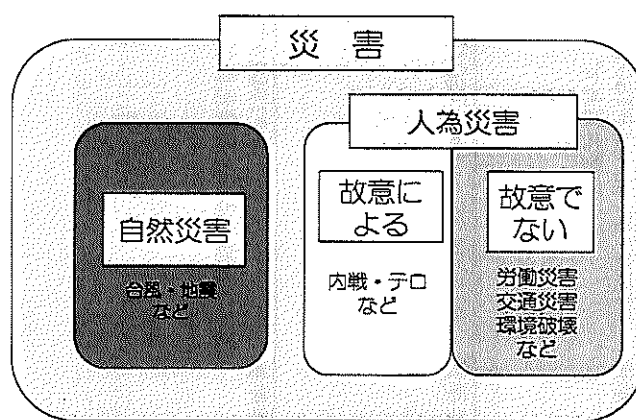 災 害
人為災害
自然災害
台風・地震
など
故意に
よる
内戦・テロ
など
故意で
ない
労働災害
交通災害
環境破壊
など